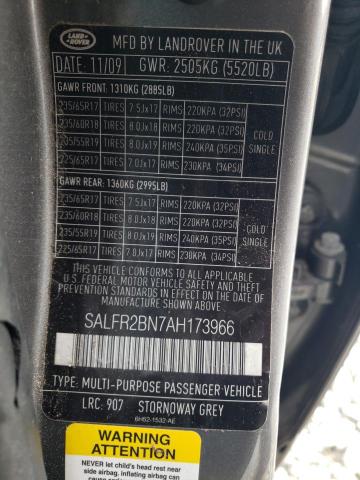 LAND-
ROVER
MFD BY LANDROVER IN THE UK
DATE: 11/09 GWR: 2505KG (5520LB)
GAWR FRONT: 1310KG (2885LB)
235/65R17 TIRES 7.5Jx17 RIMS 220KPA (32PSI)
235/60R18 TIRES 8.0Jx18 RIMS 220KPA (32PSI)
235/55R19 TIRES 8.0Jx19 RIMS 240KPA (35PSI)
225/65R17 TIRES 7.0Jx17 RIMS 230KPA (34PSI)
COLD
SINGLE
GAWR REAR: 1360KG (2995LB)
235/65R17 TIRES 7.5Jx17 RIMS 220KPA (32PSI)
235/60R18 TIRES 8.0Jx18 RIMS 220KPA (32PSI)
235/55R19 TIRES 8.0Jx19 RIMS 240KPA (35PSI)
225/65R17 TIRES 7.0Jx17 RIMS 230KPA (34PSI)
COLD
SINGLE
THIS VEHICLE CONFORMS TO ALL APPLICABLE
U.S. FEDERAL MOTOR VEHICLE SAFETY
THEFT PREVENTION STANDARDS IN EFFECT ON THE
DATE OF MANUFACTURE SHOWN ABOVE
SALFR2BN7AH173966
TYPE: MULTI-PURPOSE PASSENGER VEHICLE
LRC: 907 STORNOWAY GREY
6H52-1532-AE
WARNING
ATTENTION
NEVER let child's head rest near
side airbag. Inflating airbag can